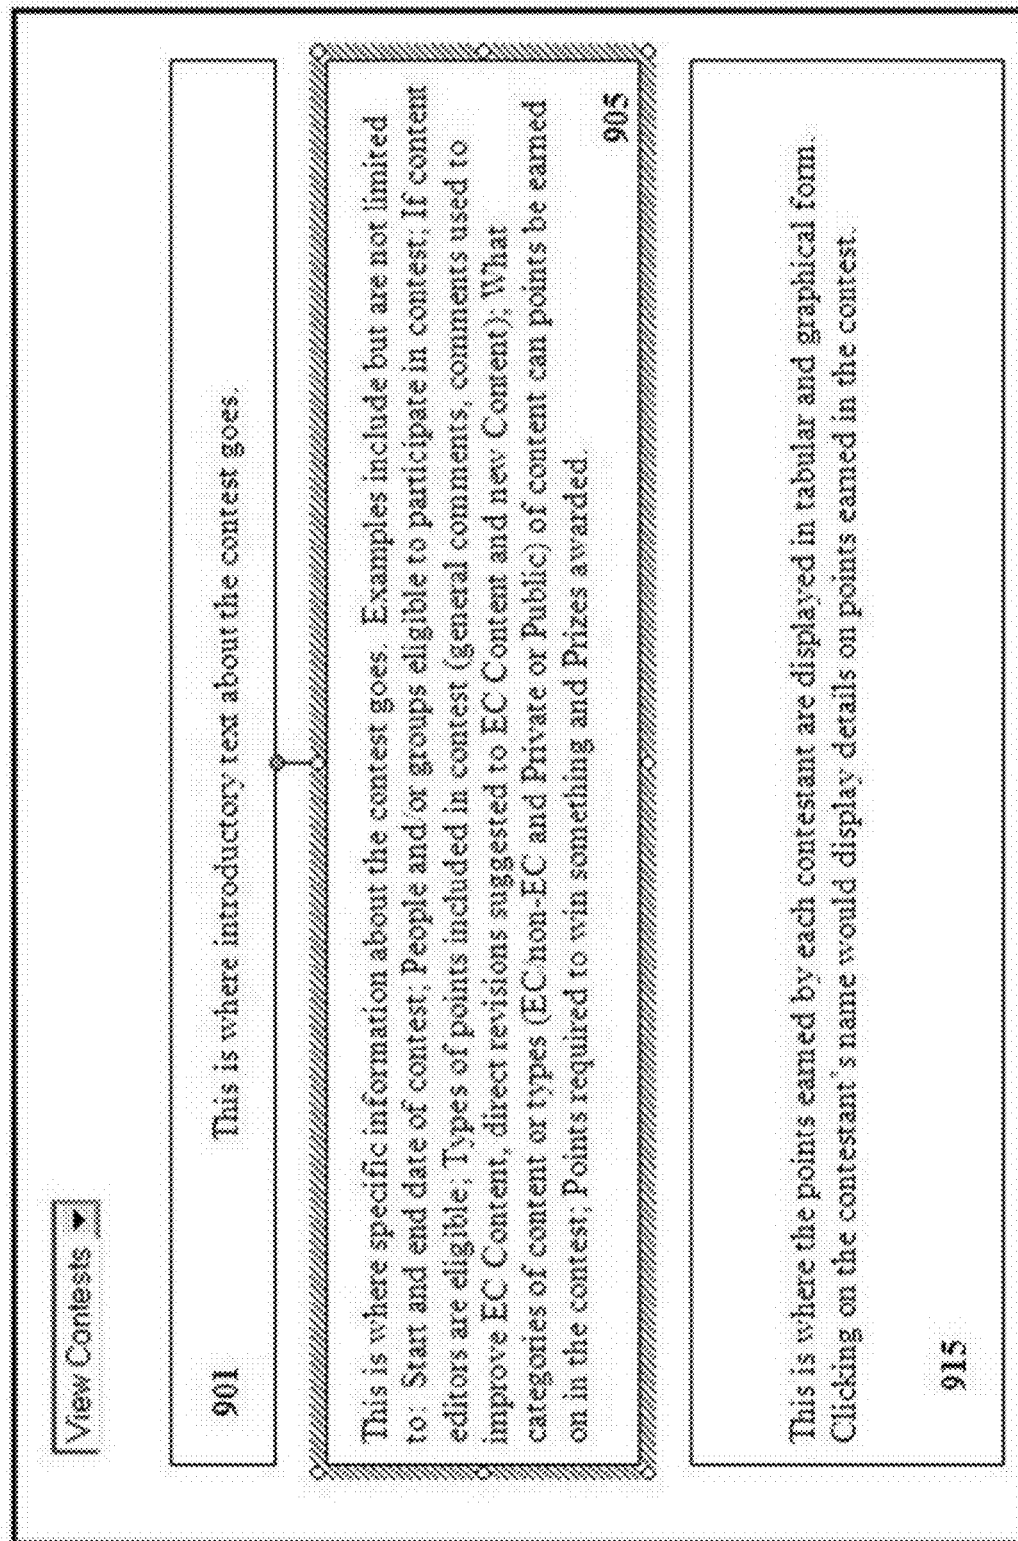 View Contests
This is where introductory text about the contest goes.
901
This is where specific information about the contest goes. Examples include but are not limited
to: Start and end date of contest; People and/or groups eligible to participate in contest; If content
editors are eligible; Types of points included in contest (general comments, comments used to
improve EC Content, direct revisions suggested to EC Content and new Content); What
categories of content or types (EC/non-EC and Private or Public) of content can points be earned
on in the contest; Points required to win something and Prizes awarded.
905
This is where the points earned by each contestant are displayed in tabular and graphical form.
Clicking on the contestant's name would display details on points earned in the contest.
915